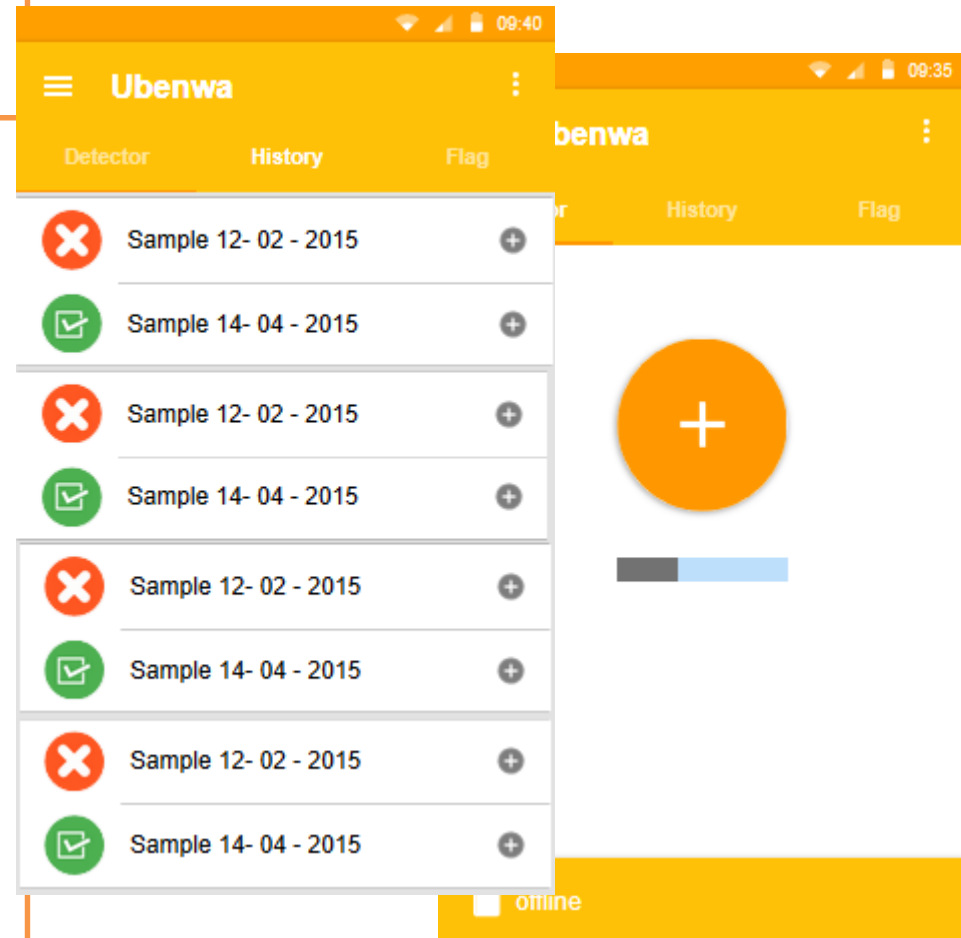 09:40
Ubenwa
Detector History Flag
Sample 12- 02 - 2015
Sample 14- 04 - 2015
Sample 12- 02 - 2015
Sample 14- 04 - 2015
Sample 12- 02 - 2015
Sample 14- 04 - 2015
Sample 12- 02 - 2015
Sample 14- 04 - 2015
09:35
benwa
or History Flag
offline